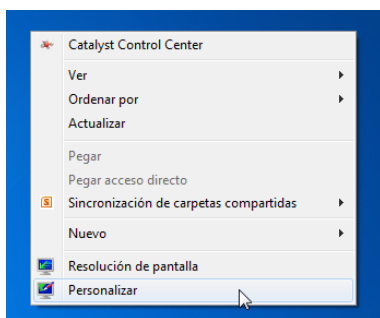 Catalyst Control Center
Ver
Ordenar por
Actualizar
Pegar
Pegar acceso directo
S
Sincronización de carpetas compartidas
Nuevo
Resolución de pantalla
Personalizar